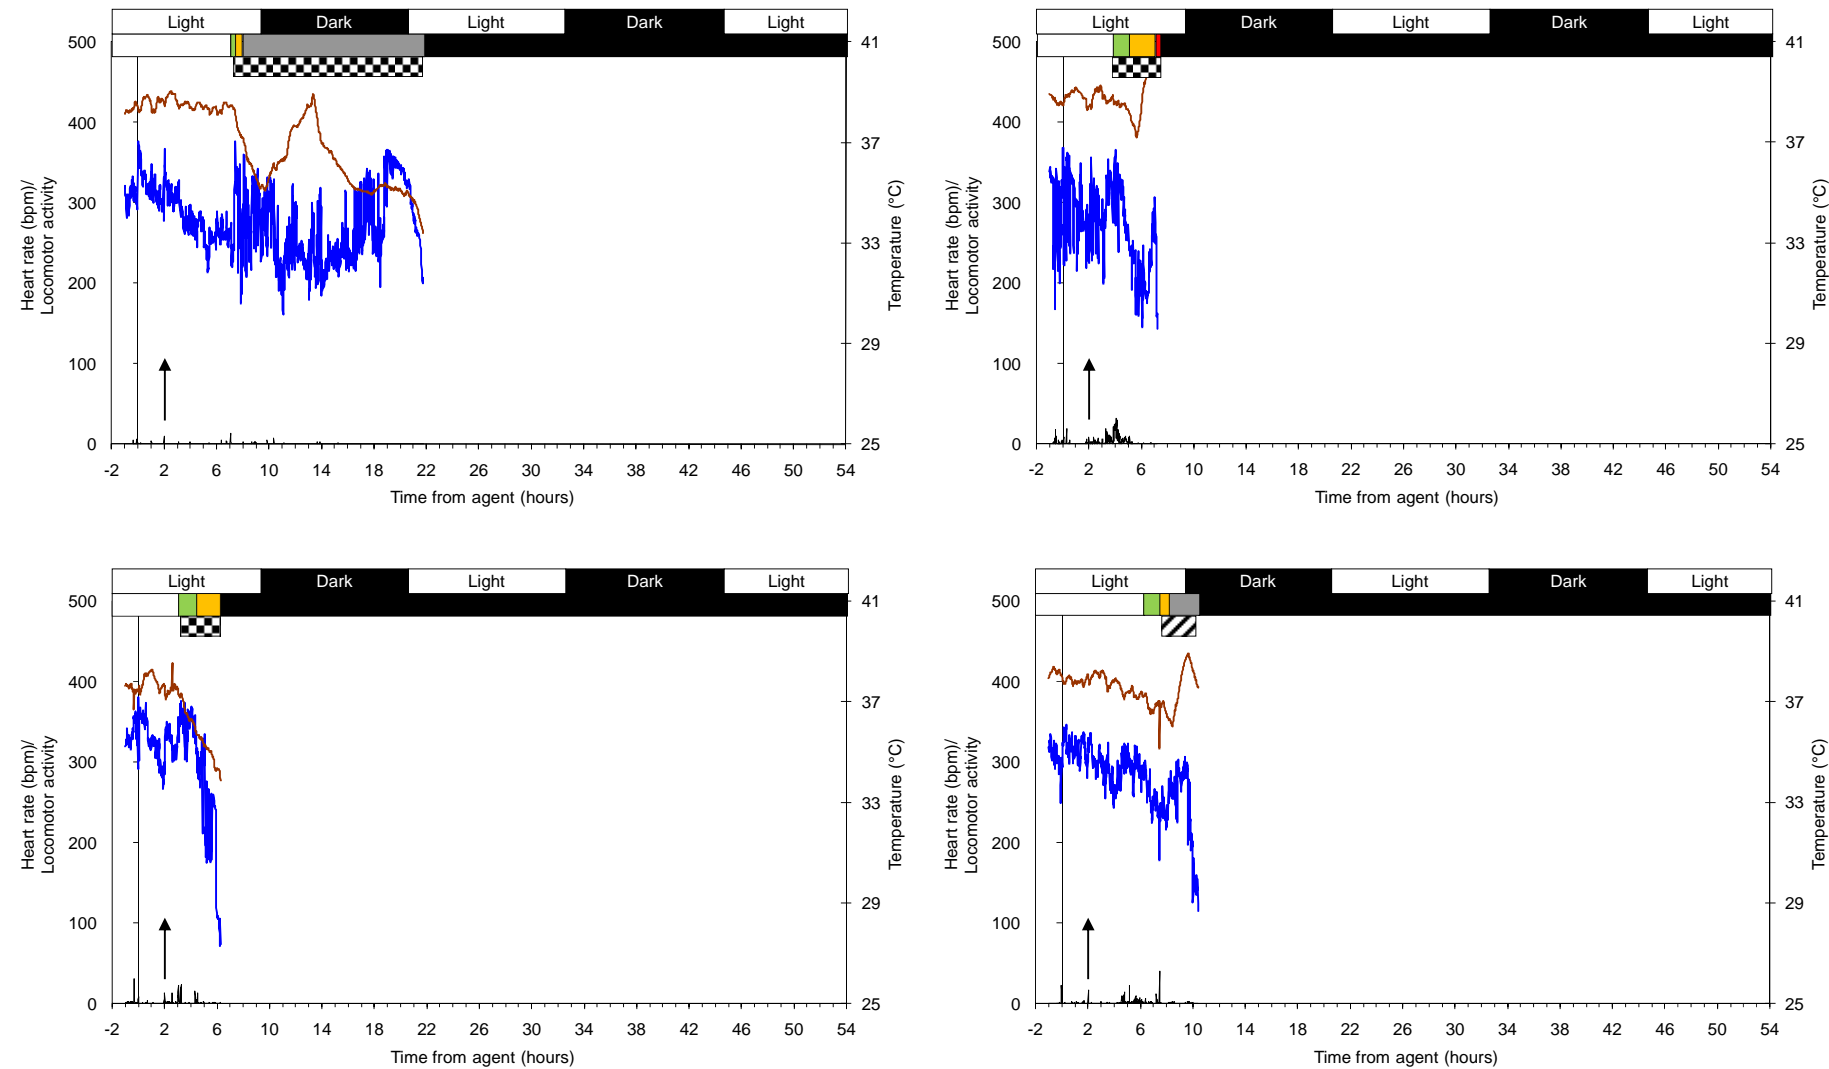 Light Dark Light Dark Light
500 41
400 37
300 33
200 29
100
0 25
Heart rate (bpm)/
Locomotor activity
Temperature (°C)
-2 2 6 10 14 18 22 26 30 34 38 42 46 50 54
Time from agent (hours)
Light Dark Light Dark Light
500 41
400 37
300 33
200 29
100
0 25
Heart rate (bpm)/
Locomotor activity
Temperature (°C)
-2 2 6 10 14 18 22 26 30 34 38 42 46 50 54
Time from agent (hours)
Light Dark Light Dark Light
500 41
400 37
300 33
200 29
100
0 25
Heart rate (bpm)/
Locomotor activity
Temperature (°C)
-2 2 6 10 14 18 22 26 30 34 38 42 46 50 54
Time from agent (hours)
Light Dark Light Dark Light
500 41
400 37
300 33
200 29
100
0 25
Heart rate (bpm)/
Locomotor activity
Temperature (°C)
-2 2 6 10 14 18 22 26 30 34 38 42 46 50 54
Time from agent (hours)